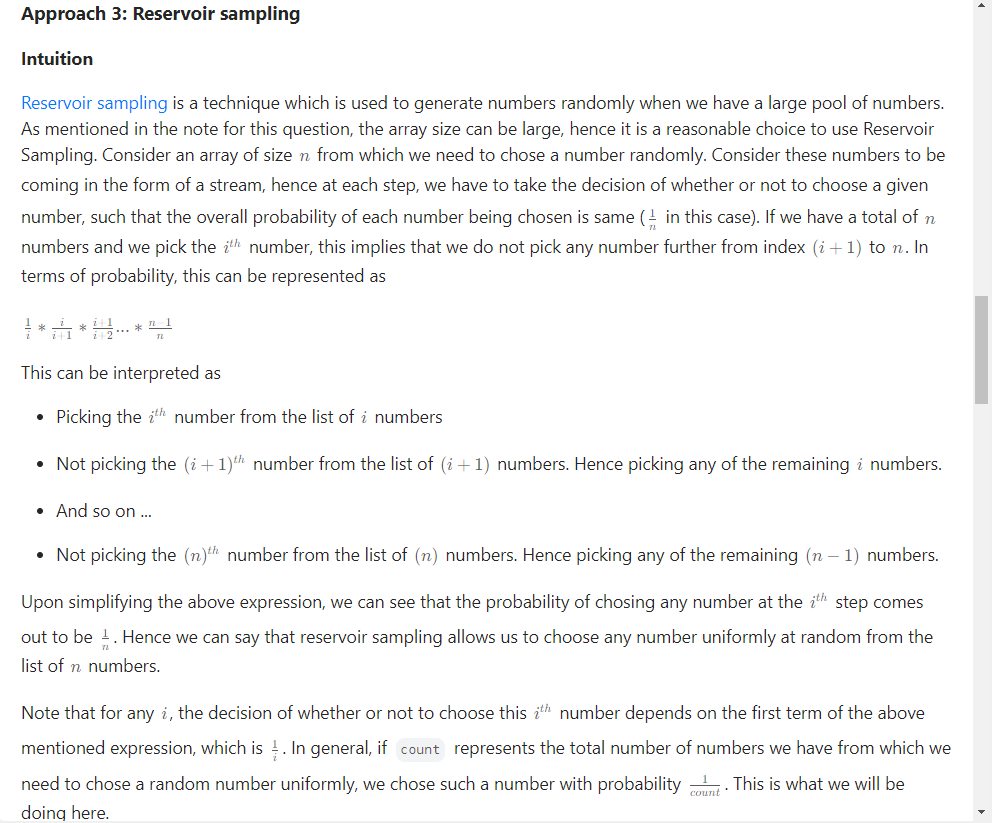 Approach 3: Reservoir sampling
Intuition
Reservoir sampling is a technique which is used to generate numbers randomly when we have a large pool of numbers.
As mentioned in the note for this question, the array size can be large, hence it is a reasonable choice to use Reservoir
Sampling. Consider an array of size n from which we need to chose a number randomly. Consider these numbers to be
coming in the form of a stream, hence at each step, we have to take the decision of whether or not to choose a given
number, such that the overall probability of each number being chosen is same (1/n in this case). If we have a total of n
numbers and we pick the i^th number, this implies that we do not pick any number further from index (i + 1) to n. In
terms of probability, this can be represented as
1/i * i/(i+1) * (i+1)/(i+2) ... * (n-1)/n
This can be interpreted as
• Picking the i^th number from the list of i numbers
• Not picking the (i + 1)^th number from the list of (i + 1) numbers. Hence picking any of the remaining i numbers.
• And so on ...
• Not picking the (n)^th number from the list of (n) numbers. Hence picking any of the remaining (n − 1) numbers.
Upon simplifying the above expression, we can see that the probability of chosing any number at the i^th step comes
out to be 1/n. Hence we can say that reservoir sampling allows us to choose any number uniformly at random from the
list of n numbers.
Note that for any i, the decision of whether or not to choose this i^th number depends on the first term of the above
mentioned expression, which is 1/i. In general, if count represents the total number of numbers we have from which we
need to chose a random number uniformly, we chose such a number with probability 1/count. This is what we will be
doing here.